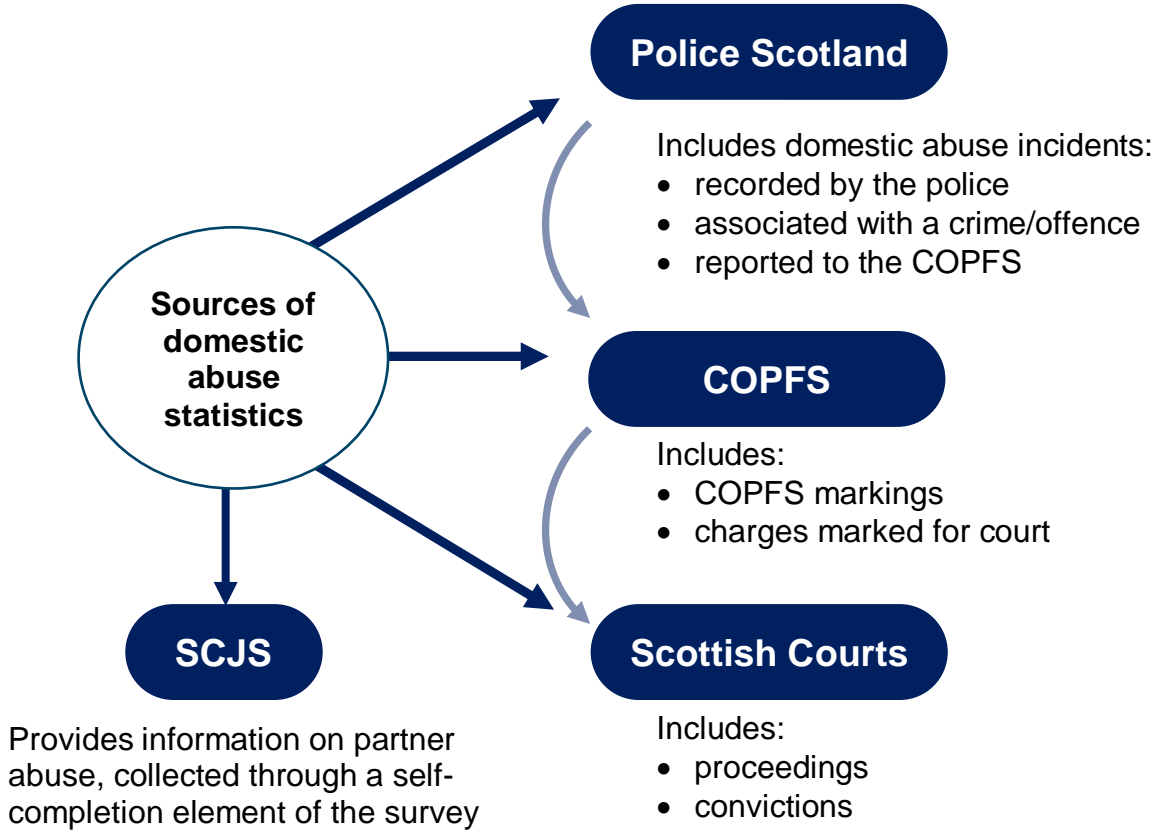 Police Scotland
Includes domestic abuse incidents:
• recorded by the police
• associated with a crime/offence
• reported to the COPFS
Sources of
domestic
abuse
statistics
COPFS
Includes:
• COPFS markings
• charges marked for court
SCJS
Provides information on partner
abuse, collected through a self-
completion element of the survey
Scottish Courts
Includes:
• proceedings
• convictions